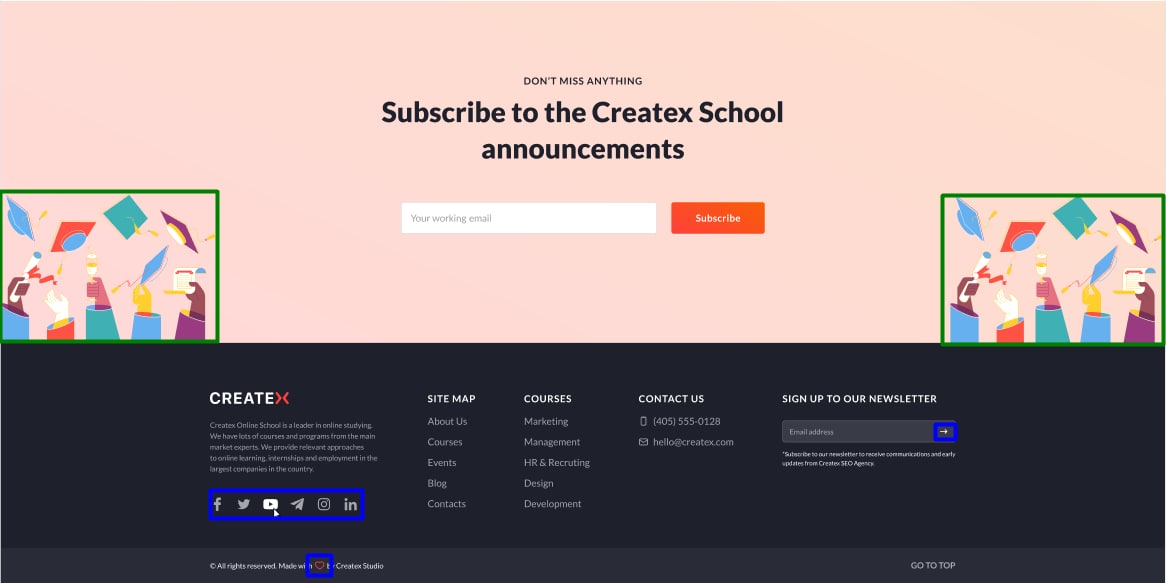 DON'T MISS ANYTHING
Subscribe to the Createx School
announcements
Your working email
Subscribe
CREATEX
Createx Online School is a leader in online studying.
We have lots of courses and programs from the main
market experts. We provide relevant approaches
to online learning, internships and employment in the
largest companies in the country.
SITE MAP
About Us
Courses
Events
Blog
Contacts
COURSES
Marketing
Management
HR & Recruting
Design
Development
CONTACT US
(405) 555-0128
hello@createx.com
SIGN UP TO OUR NEWSLETTER
Email address
*Subscribe to our newsletter to receive communications and early
updates from Createx SEO Agency.
© All rights reserved. Made with by Createx Studio
GO TO TOP